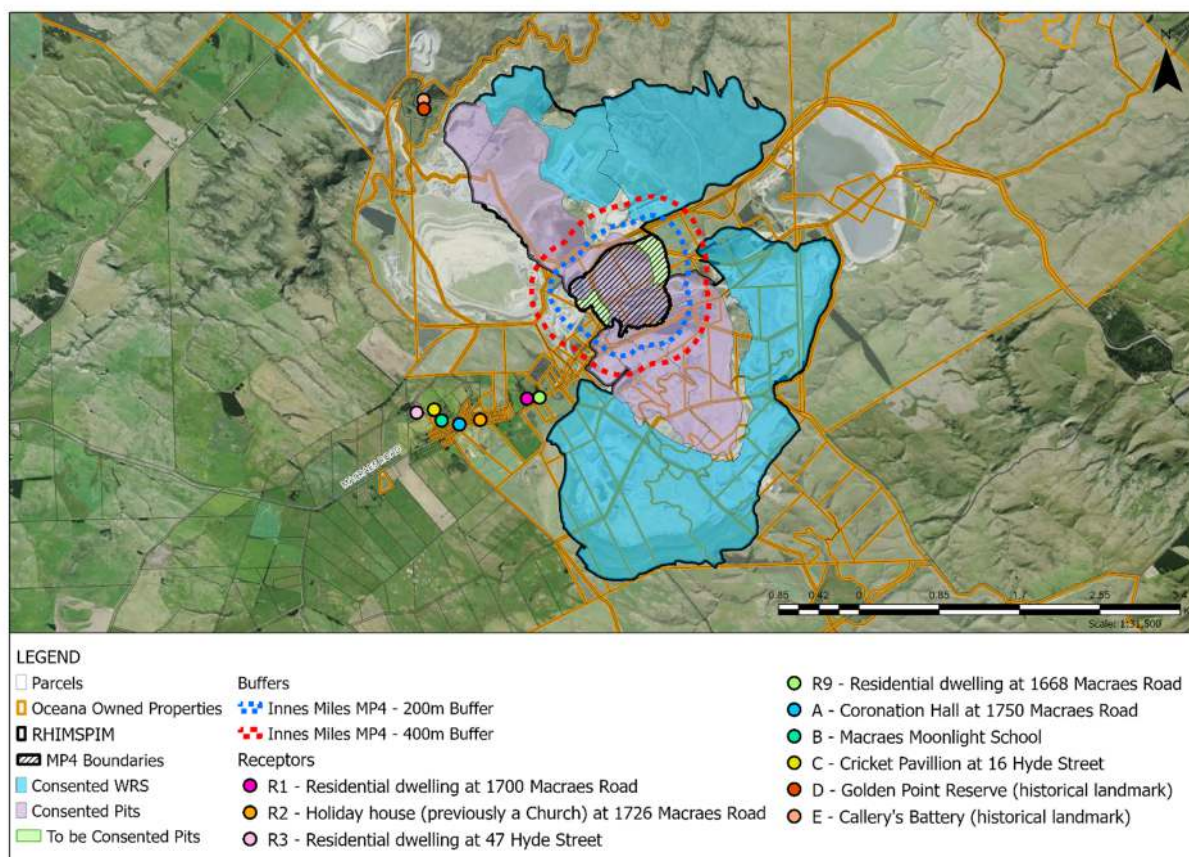 N
MACRAES ROAD
0.85 0.42 0 0.85 1.7 2.55 3.4
Scale: 1:31,500
LEGEND
Parcels
Oceana Owned Properties
RHIMSPIM
MP4 Boundaries
Consented WRS
Consented Pits
To be Consented Pits
Buffers
Innes Miles MP4 - 200m Buffer
Innes Miles MP4 - 400m Buffer
Receptors
R1 - Residential dwelling at 1700 Macraes Road
R2 - Holiday house (previously a Church) at 1726 Macraes Road
R3 - Residential dwelling at 47 Hyde Street
R9 - Residential dwelling at 1668 Macraes Road
A - Coronation Hall at 1750 Macraes Road
B - Macraes Moonlight School
C - Cricket Pavillion at 16 Hyde Street
D - Golden Point Reserve (historical landmark)
E - Callery's Battery (historical landmark)